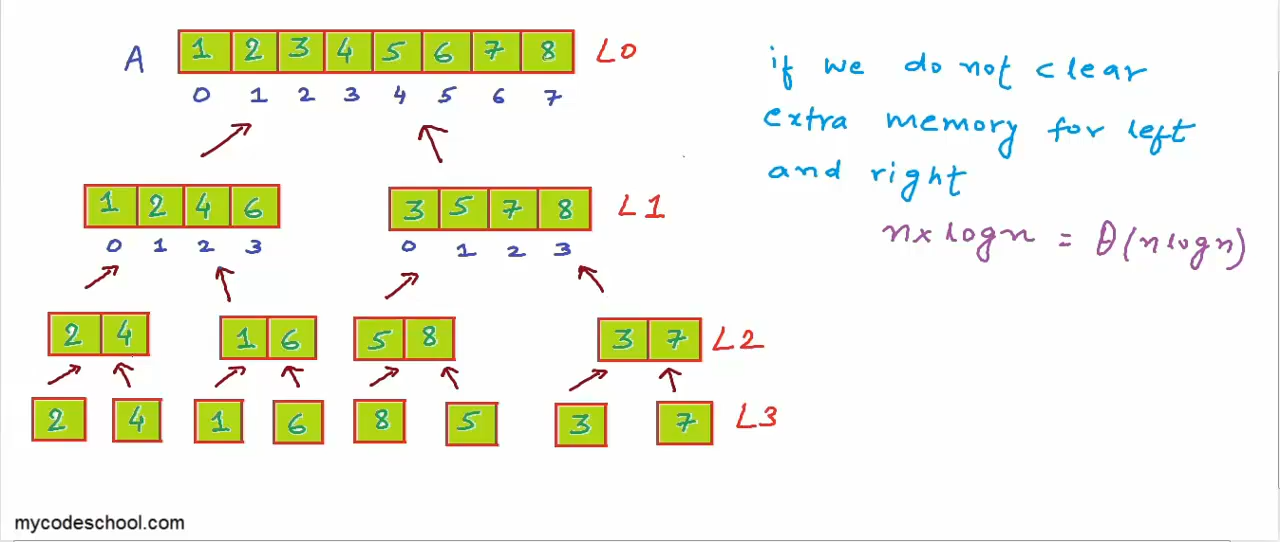 A 1 2 3 4 5 6 7 8 L0
0 1 2 3 4 5 6 7
if we do not clear
extra memory for left
and right
n x log n = θ(n log n)
1 2 4 6 3 5 7 8 L1
0 1 2 3 0 1 2 3
2 4 1 6 5 8 3 7 L2
2 4 1 6 8 5 3 7 L3
mycodeschool.com